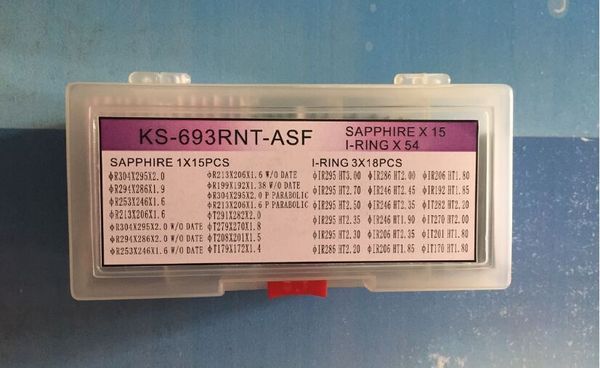 KS-693RNT-ASF
SAPPHIRE X 15
I-RING X 54
SAPPHIRE 1X15PCS
ΦR304X295X2.0
ΦR294X286X1.9
ΦR253X246X1.6
ΦR213X206X1.6
ΦR304X295X2.0 W/O DATE
ΦR294X286X2.0 W/O DATE
ΦR253X246X1.6 W/O DATE
ΦR213X206X1.6 W/O DATE
ΦR199X192X1.38 W/O DATE
ΦR304X295X2.0 P PARABOLIC
ΦR213X206X1.6 P PARABOLIC
ΦT291X282X2.0
ΦT279X270X1.8
ΦT208X201X1.5
ΦT179X172X1.4
I-RING 3X18PCS
ΦIR295 HT3.00
ΦIR295 HT2.70
ΦIR295 HT2.50
ΦIR295 HT2.35
ΦIR295 HT2.30
ΦIR286 HT2.20
ΦIR286 HT2.00
ΦIR246 HT2.45
ΦIR246 HT2.35
ΦIR246 HT1.90
ΦIR206 HT2.35
ΦIR206 HT1.85
ΦIR206 HT1.80
ΦIR192 HT1.85
ΦIT282 HT2.20
ΦIT270 HT2.00
ΦIT201 HT1.80
ΦIT170 HT1.80